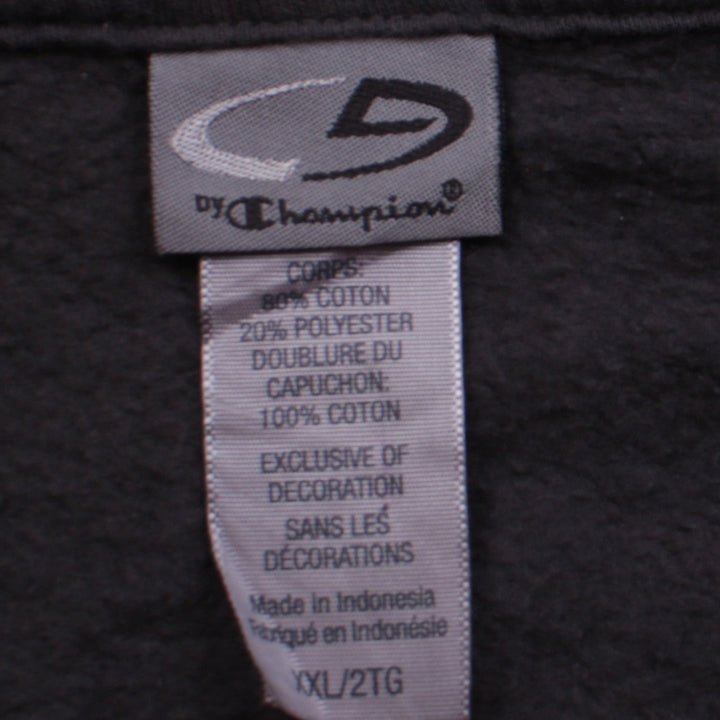 BY Champion®
CORPS:
80% COTON
20% POLYESTER
DOUBLURE DU
CAPUCHON:
100% COTON
EXCLUSIVE OF
DECORATION
SANS LES
DÉCORATIONS
Made in Indonesia
Fabriqué en Indonésie
XXL/2TG